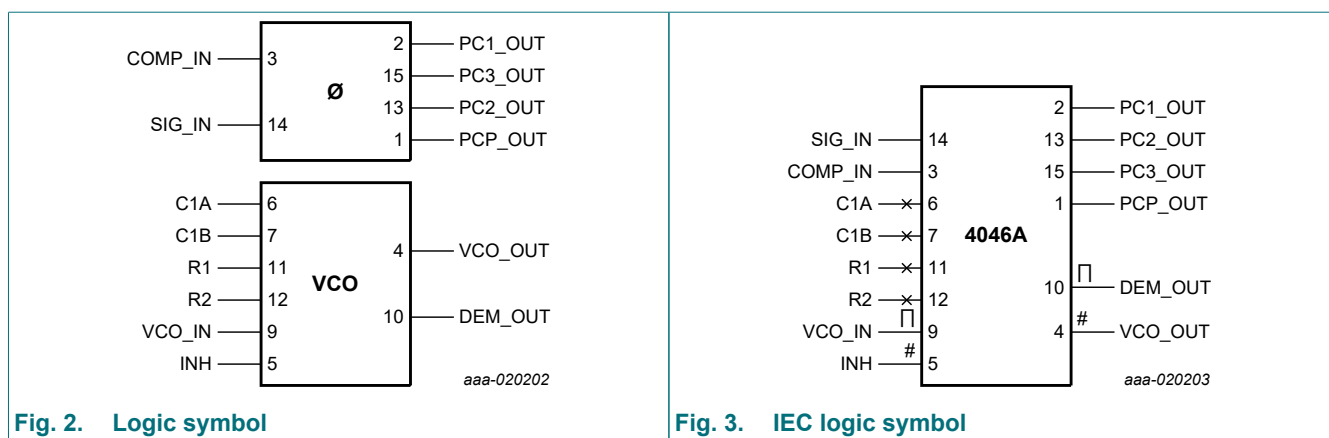 COMP_IN 3
SIG_IN 14
Ø
2 PC1_OUT
15 PC3_OUT
13 PC2_OUT
1 PCP_OUT
C1A 6
C1B 7
R1 11
R2 12
VCO_IN 9
INH 5
VCO
4 VCO_OUT
10 DEM_OUT
aaa-020202
Fig. 2. Logic symbol
SIG_IN 14
COMP_IN 3
C1A × 6
C1B × 7
R1 × 11
R2 × 12
VCO_IN ∏ 9
INH # 5
4046A
2 PC1_OUT
13 PC2_OUT
15 PC3_OUT
1 PCP_OUT
10 ∏ DEM_OUT
4 # VCO_OUT
aaa-020203
Fig. 3. IEC logic symbol